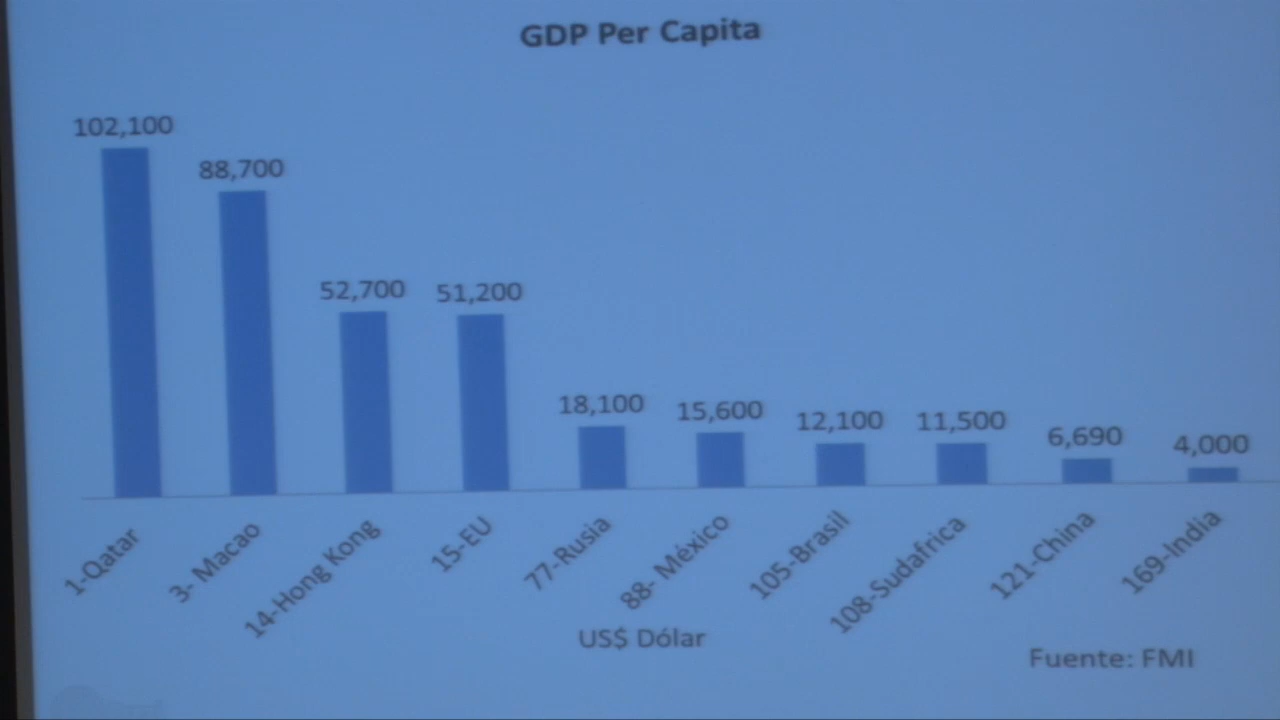 GDP Per Capita
102,100
88,700
52,700
51,200
18,100
15,600
12,100
11,500
6,690
4,000
1-Qatar
3- Macao
14-Hong Kong
15-EU
77-Rusia
88- México
105-Brasil
108-Sudafrica
121-China
169-India
US$ Dólar
Fuente: FMI